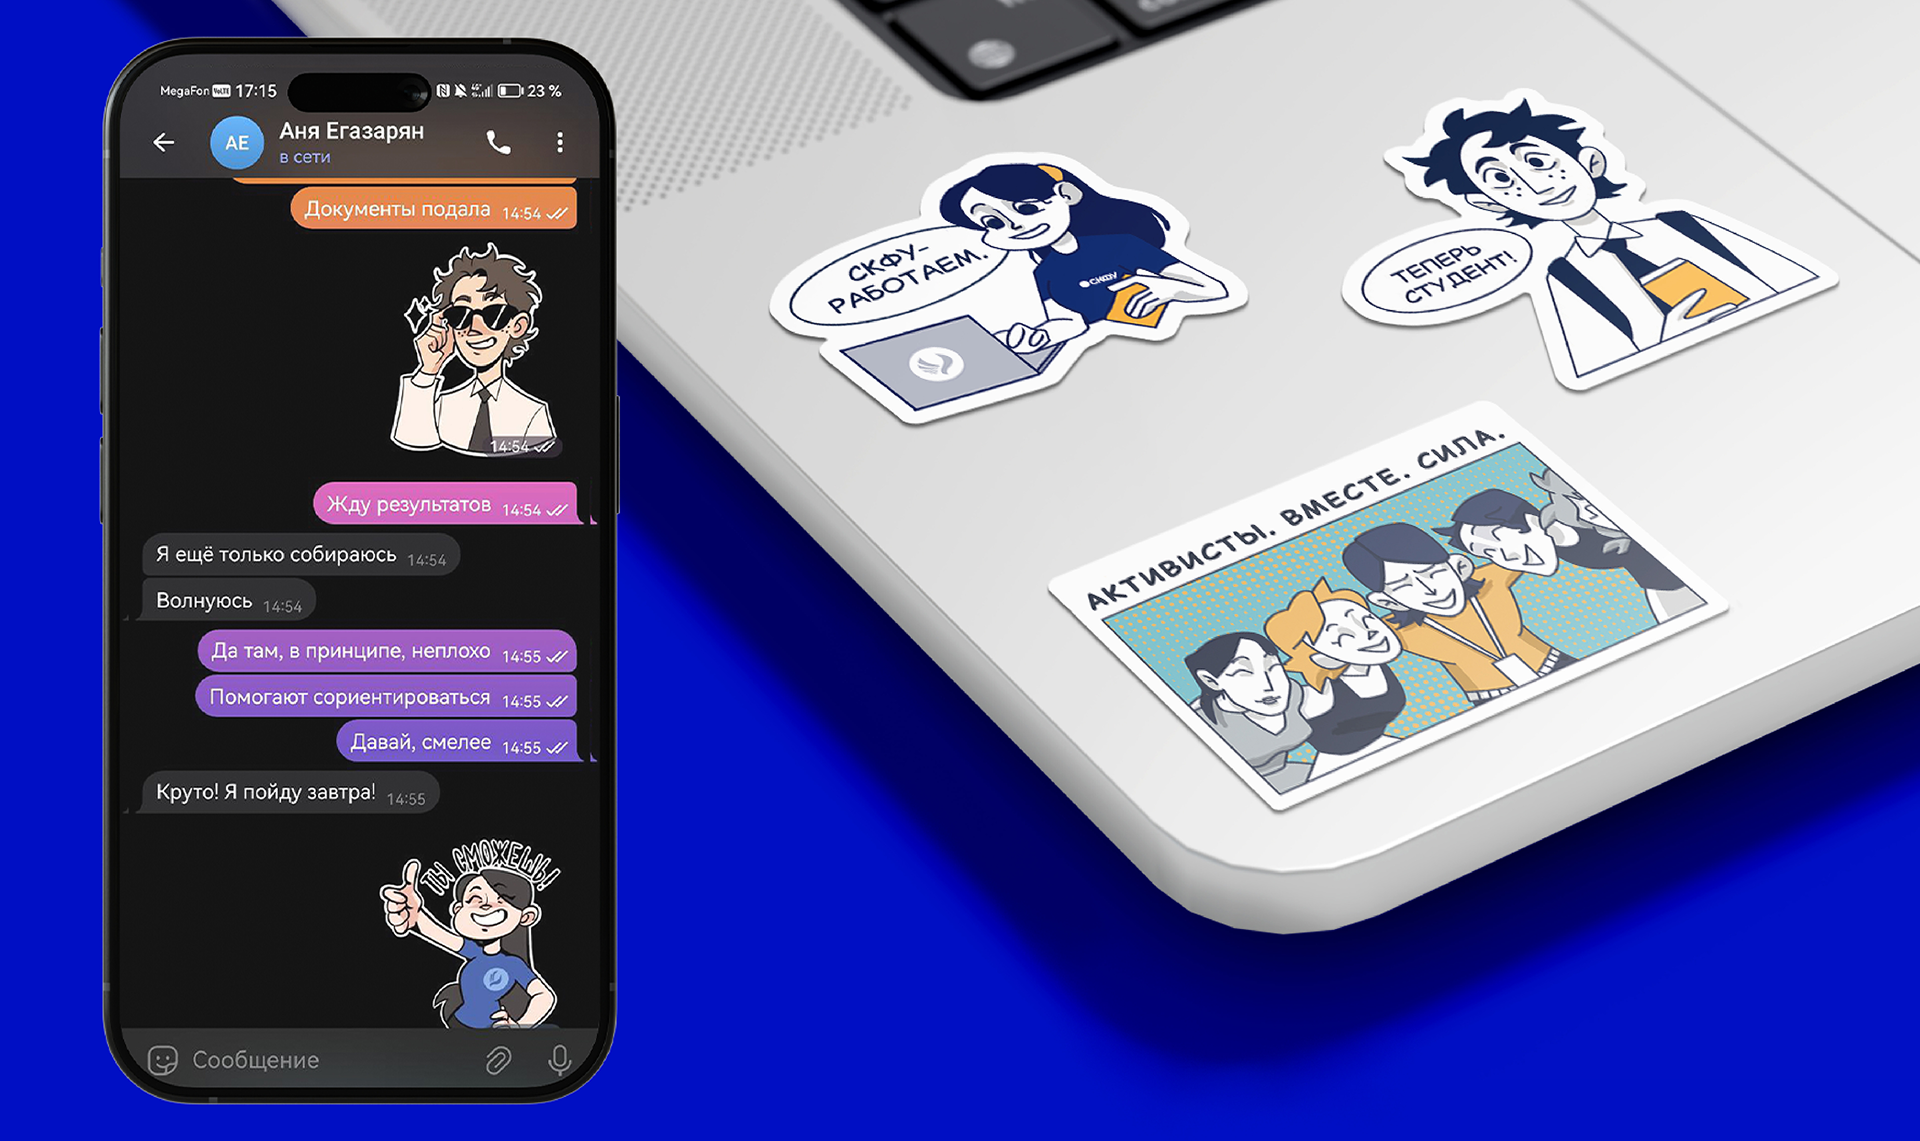 MegaFon VoLTE 17:15
23 %
АЕ
Аня Егазарян
в сети
Документы подала 14:54
14:54
Жду результатов 14:54
Я ещё только собираюсь 14:54
Волнуюсь 14:54
Да там, в принципе, неплохо 14:55
Помогают сориентироваться 14:55
Давай, смелее 14:55
Круто! Я пойду завтра! 14:55
ТЫ СМОЖЕШЬ!
Сообщение
СКФУ-
РАБОТАЕМ.
СКФУ
ТЕПЕРЬ
СТУДЕНТ!
АКТИВИСТЫ. ВМЕСТЕ. СИЛА.